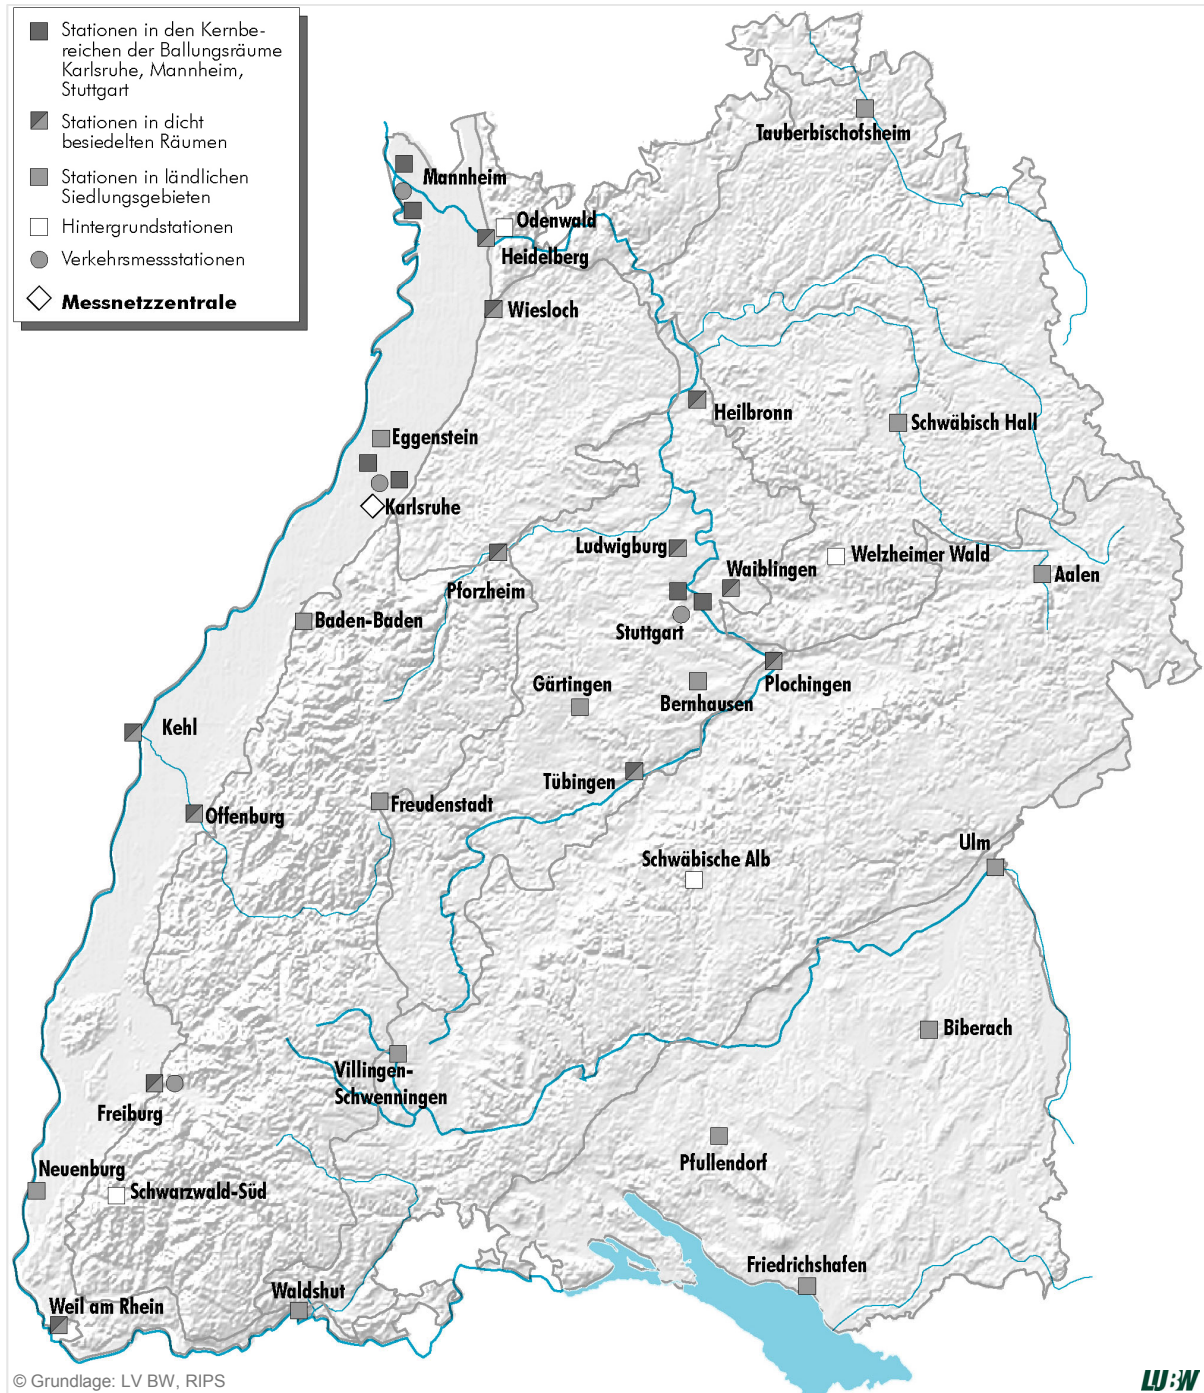 Stationen in den Kernbe-
reichen der Ballungsräume
Karlsruhe, Mannheim,
Stuttgart
Stationen in dicht
besiedelten Räumen
Stationen in ländlichen
Siedlungsgebieten
Hintergrundstationen
Verkehrsmessstationen
Messnetzzentrale
Tauberbischofsheim
Mannheim
Odenwald
Heidelberg
Wiesloch
Heilbronn
Schwäbisch Hall
Eggenstein
Karlsruhe
Ludwigburg
Welzheimer Wald
Waiblingen
Aalen
Pforzheim
Baden-Baden
Stuttgart
Gärtingen
Bernhausen
Plochingen
Kehl
Tübingen
Freudenstadt
Offenburg
Ulm
Schwäbische Alb
Biberach
Villingen-
Schwenningen
Freiburg
Pfullendorf
Neuenburg
Schwarzwald-Süd
Friedrichshafen
Waldshut
Weil am Rhein
© Grundlage: LV BW, RIPS
LUBW